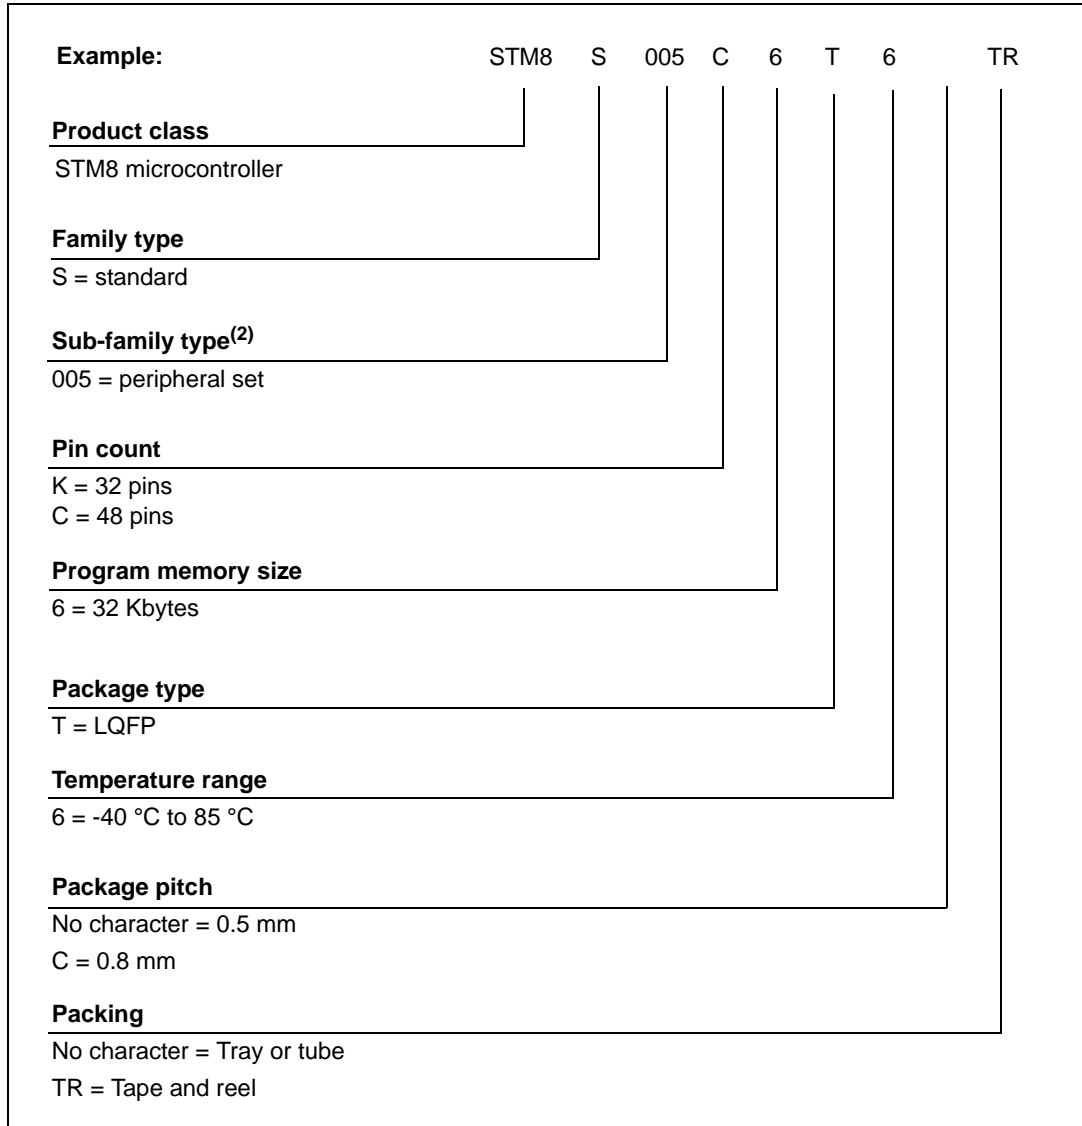 Example: STM8 S 005 C 6 T 6 TR
Product class
STM8 microcontroller
Family type
S = standard
Sub-family type(2)
005 = peripheral set
Pin count
K = 32 pins
C = 48 pins
Program memory size
6 = 32 Kbytes
Package type
T = LQFP
Temperature range
6 = -40 °C to 85 °C
Package pitch
No character = 0.5 mm
C = 0.8 mm
Packing
No character = Tray or tube
TR = Tape and reel